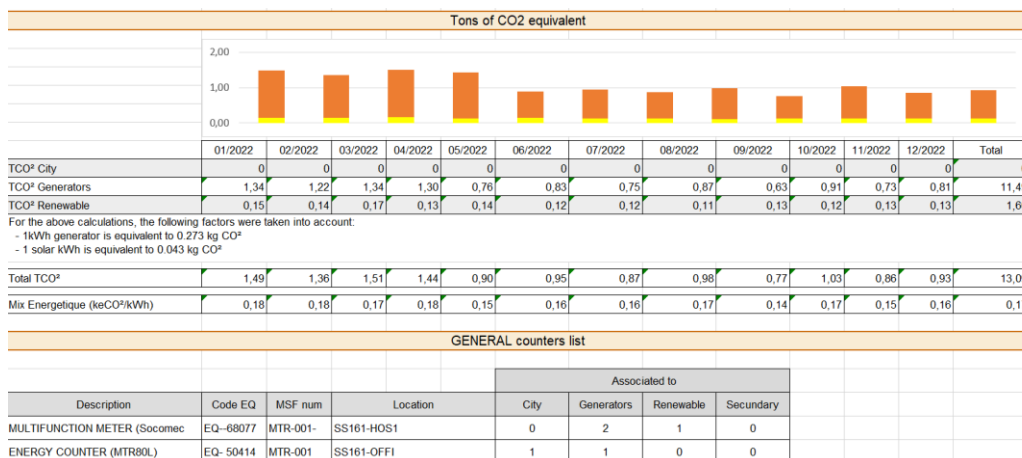 Tons of CO2 equivalent
2,00
1,00
0,00
01/2022 02/2022 03/2022 04/2022 05/2022 06/2022 07/2022 08/2022 09/2022 10/2022 11/2022 12/2022 Total
TCO² City 0 0 0 0 0 0 0 0 0 0 0 0
TCO² Generators 1,34 1,22 1,34 1,30 0,76 0,83 0,75 0,87 0,63 0,91 0,73 0,81 11,4
TCO² Renewable 0,15 0,14 0,17 0,13 0,14 0,12 0,12 0,11 0,13 0,12 0,13 0,13 1,6
For the above calculations, the following factors were taken into account:
- 1kWh generator is equivalent to 0.273 kg CO²
- 1 solar kWh is equivalent to 0.043 kg CO²
Total TCO² 1,49 1,36 1,51 1,44 0,90 0,95 0,87 0,98 0,77 1,03 0,86 0,93 13,0
Mix Energetique (keCO²/kWh) 0,18 0,18 0,17 0,18 0,15 0,16 0,16 0,17 0,14 0,17 0,15 0,16 0,1
GENERAL counters list
Associated to
Description Code EQ MSF num Location City Generators Renewable Secundary
MULTIFUNCTION METER (Socomec EQ--68077 MTR-001- SS161-HOS1 0 2 1 0
ENERGY COUNTER (MTR80L) EQ- 50414 MTR-001 SS161-OFFI 1 1 0 0